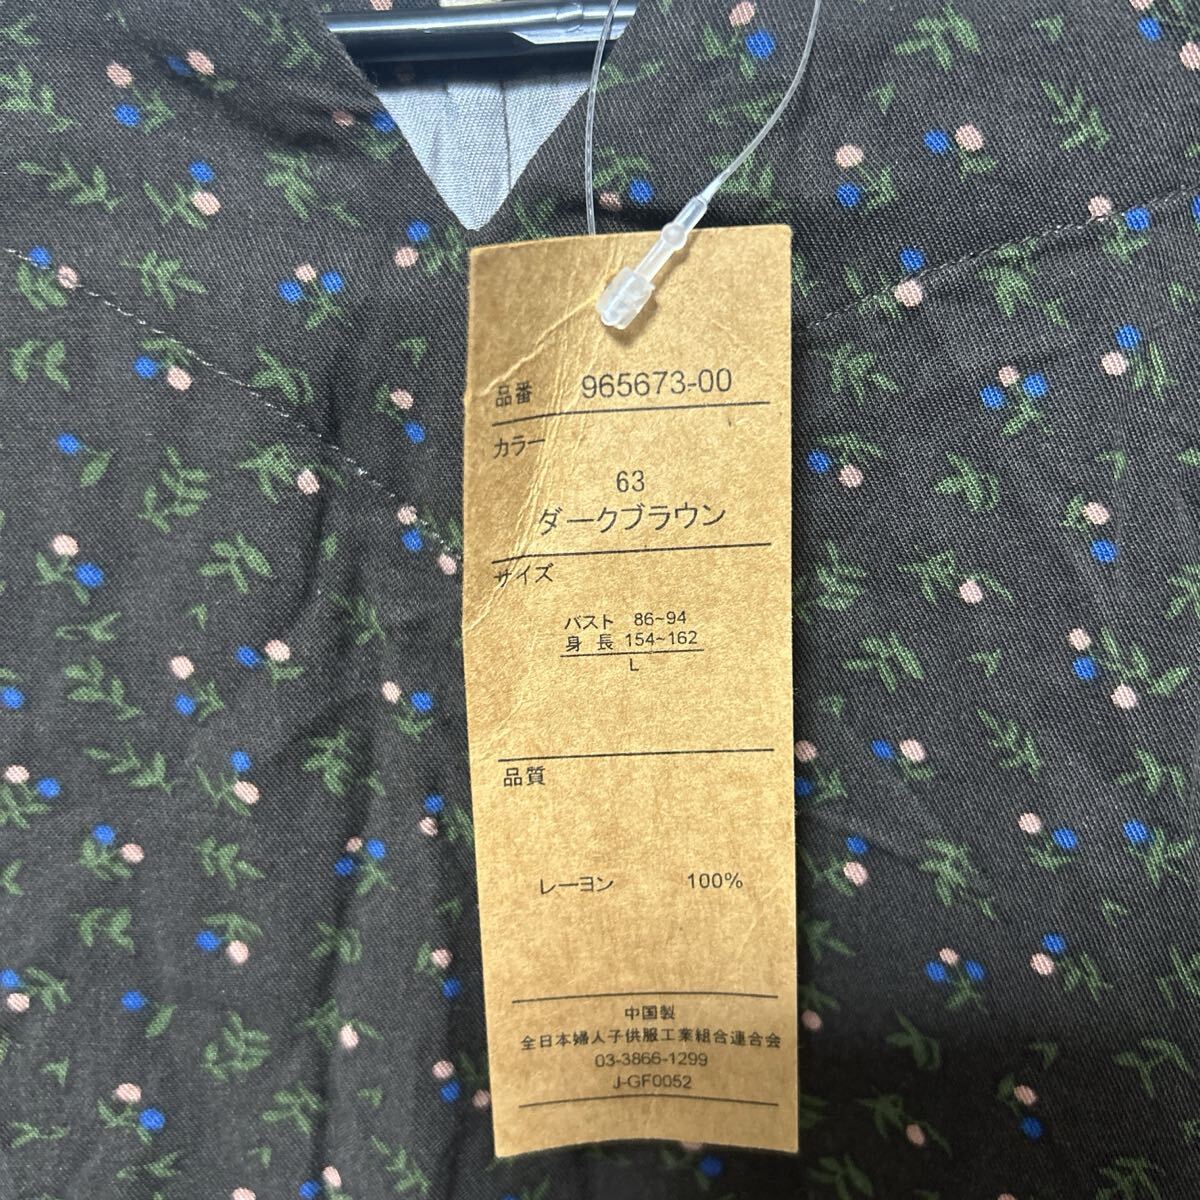 品番 965673-00
カラー
63
ダークブラウン
サイズ
バスト 86~94
身長 154~162
L
品質
レーヨン 100%
中国製
全日本婦人子供服工業組合連合会
03-3866-1299
J-GF0052